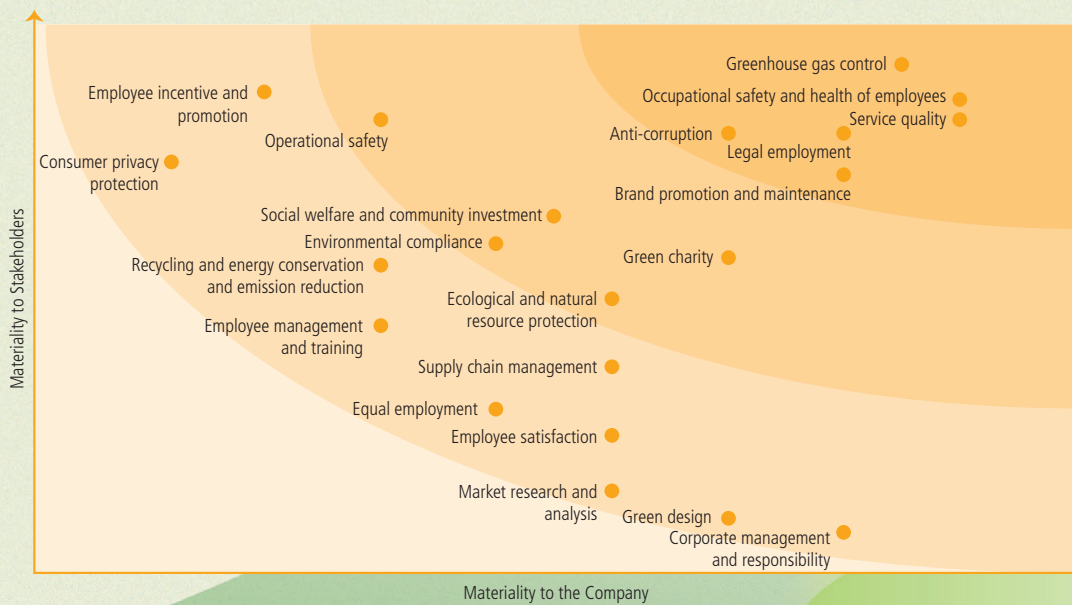 Greenhouse gas control
Employee incentive and
promotion
Occupational safety and health of employees
Service quality
Operational safety
Anti-corruption
Legal employment
Consumer privacy
protection
Brand promotion and maintenance
Social welfare and community investment
Environmental compliance
Green charity
Recycling and energy conservation
and emission reduction
Ecological and natural
resource protection
Employee management
and training
Supply chain management
Equal employment
Employee satisfaction
Market research and
analysis
Green design
Corporate management
and responsibility
Materiality to Stakeholders
Materiality to the Company